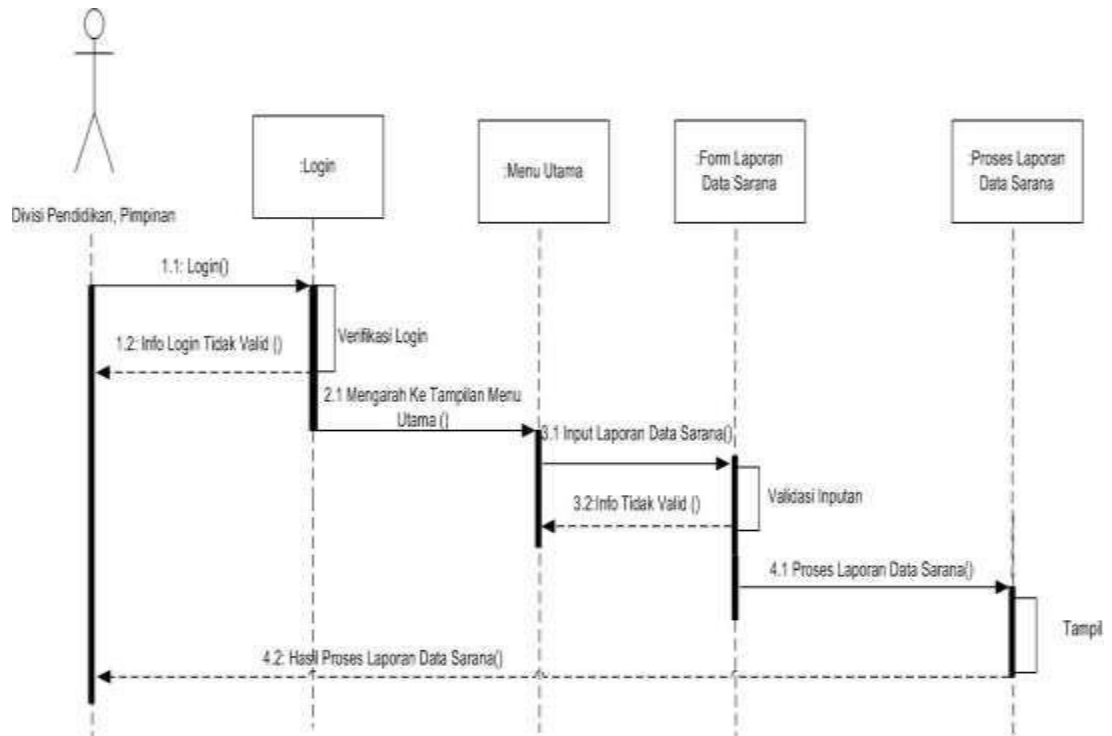 :Login
:Menu Utama
:Form Laporan
Data Sarana
:Proses Laporan
Data Sarana
Divisi Pendidikan, Pimpinan
1.1: Login()
Verifikasi Login
1.2: Info Login Tidak Valid ()
2.1 Mengarah Ke Tampilan Menu
Utama ()
3.1 Input Laporan Data Sarana()
Validasi Inputan
3.2:Info Tidak Valid ()
4.1 Proses Laporan Data Sarana()
Tampil
4.2: Hasil Proses Laporan Data Sarana()